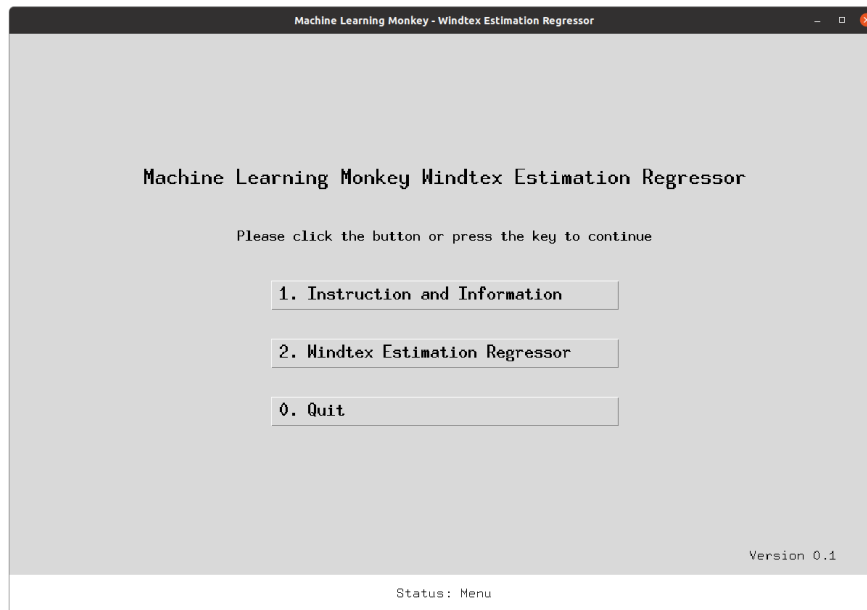 Machine Learning Monkey - Windtex Estimation Regressor
Machine Learning Monkey Windtex Estimation Regressor
Please click the button or press the key to continue
1. Instruction and Information
2. Windtex Estimation Regressor
0. Quit
Version 0.1
Status: Menu